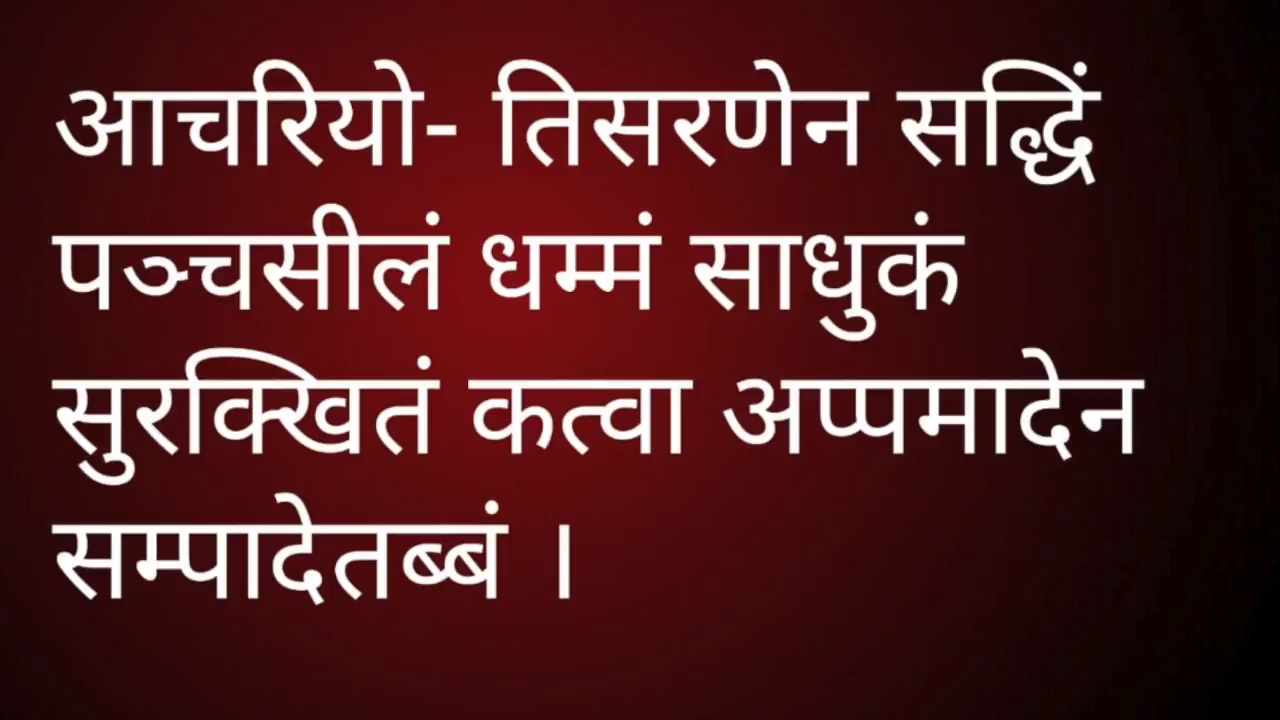 आचरियो- तिसरणेन सद्धिं
पञ्चसीलं धम्मं साधुकं
सुरक्खितं कत्वा अप्पमादेन
सम्पादेतब्बं ।